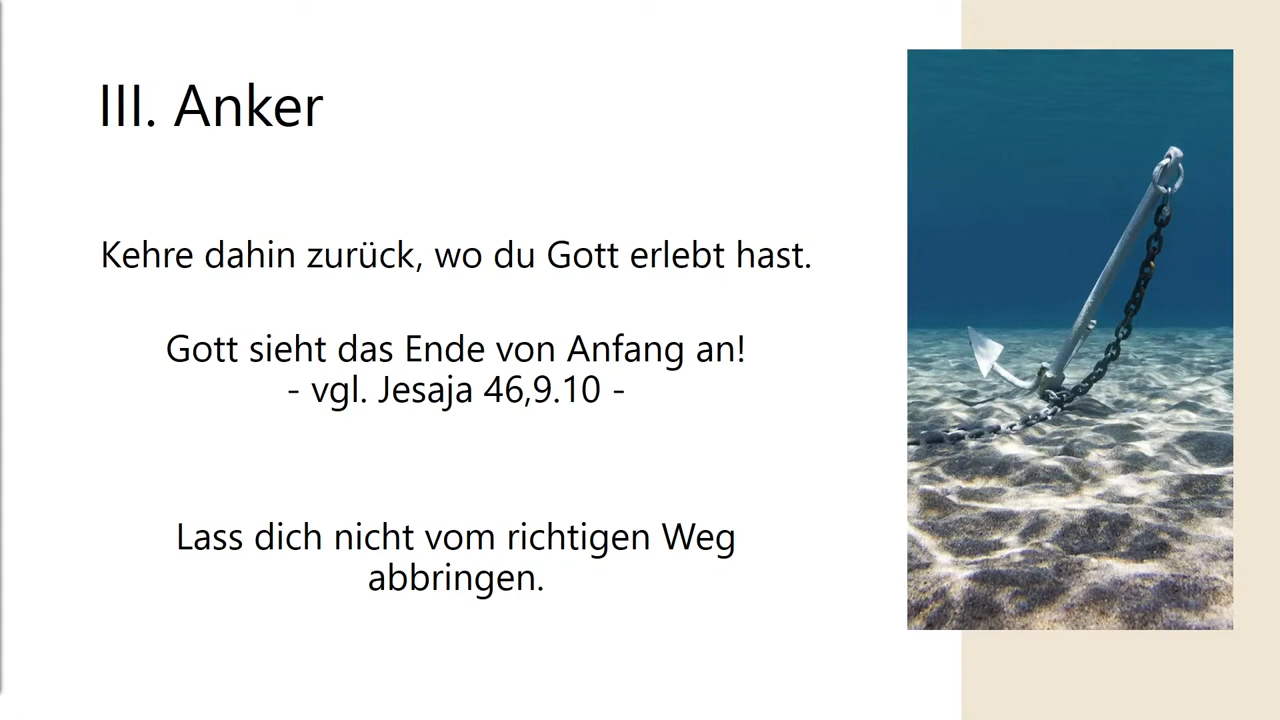 III. Anker
Kehre dahin zurück, wo du Gott erlebt hast.
Gott sieht das Ende von Anfang an!
- vgl. Jesaja 46,9.10 -
Lass dich nicht vom richtigen Weg
abbringen.